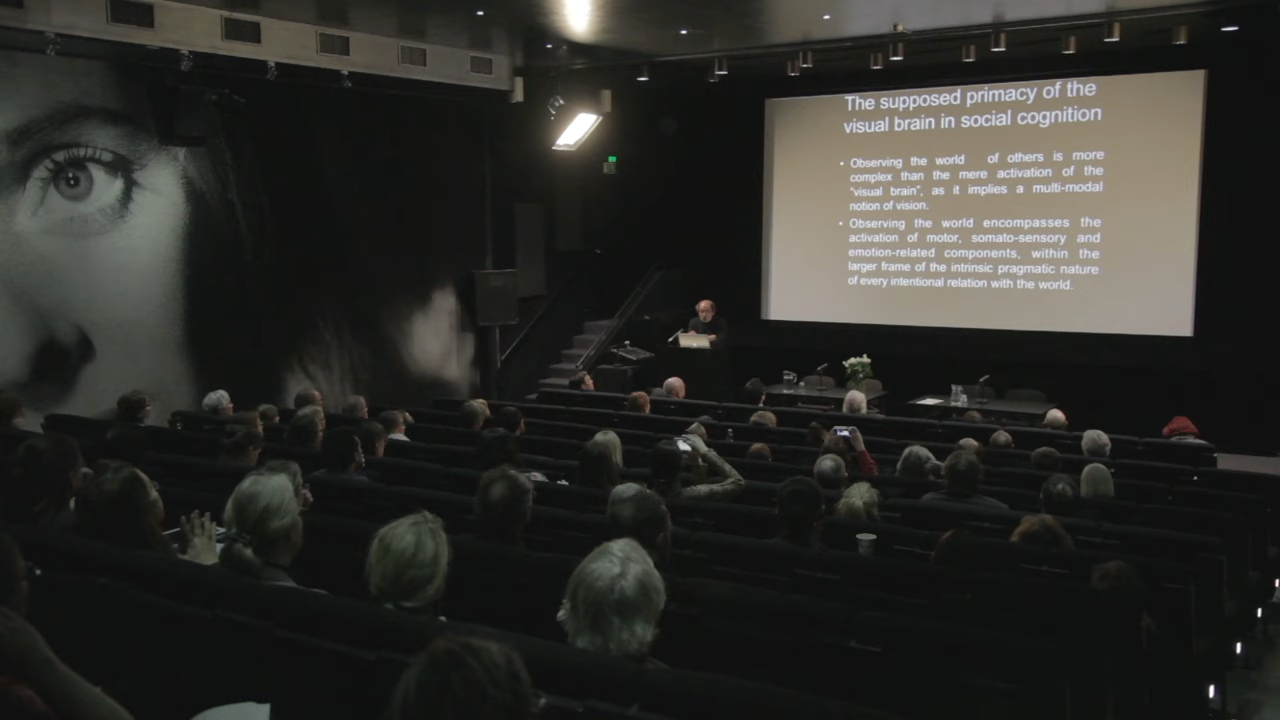 The supposed primacy of the
visual brain in social cognition
• Observing the world of others is more
complex than the mere activation of the
"visual brain", as it implies a multi-modal
notion of vision.
• Observing the world encompasses the
activation of motor, somato-sensory and
emotion-related components, within the
larger frame of the intrinsic pragmatic nature
of every intentional relation with the world.